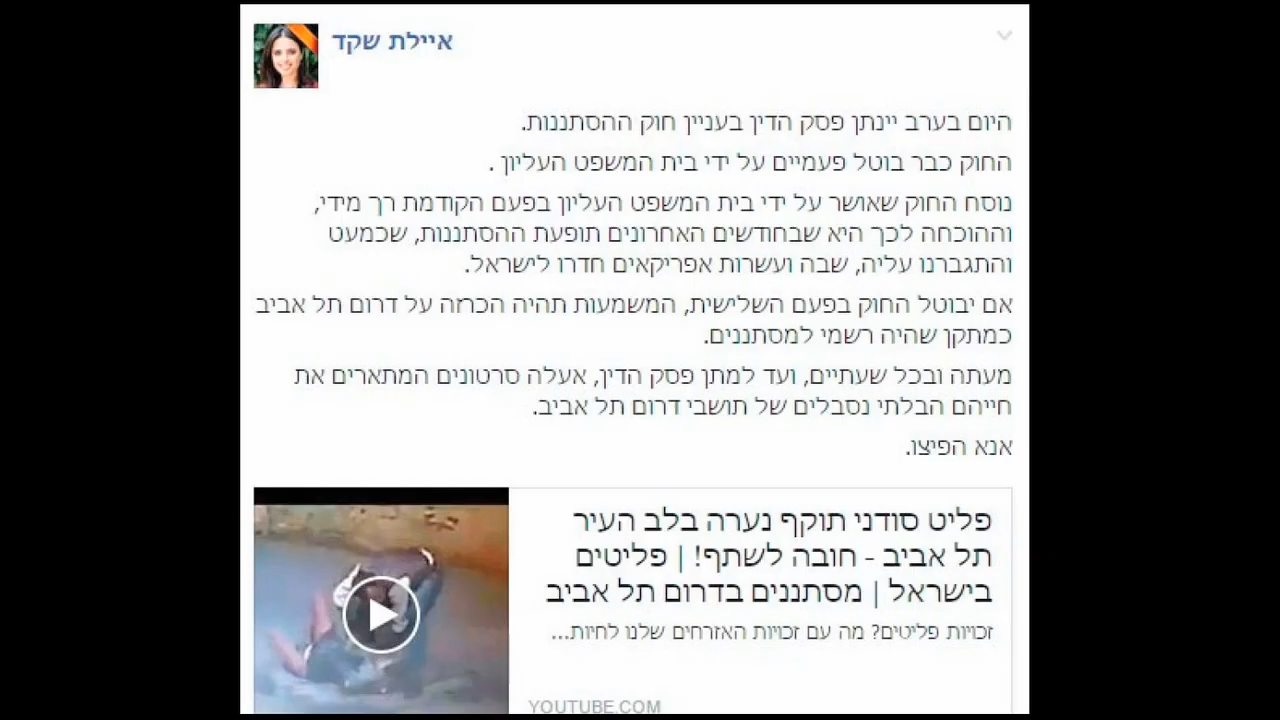 איילת שקד
היום בערב יינתן פסק הדין בעניין חוק ההסתננות.
החוק כבר בוטל פעמיים על ידי בית המשפט העליון .
נוסח החוק שאושר על ידי בית המשפט העליון בפעם הקודמת רך מידי,
וההוכחה לכך היא שבחודשים האחרונים תופעת ההסתננות, שכמעט
והתגברנו עליה, שבה ועשרות אפריקאים חדרו לישראל.
אם יבוטל החוק בפעם השלישית, המשמעות תהיה הכרזה על דרום תל אביב
כמתקן שהיה רשמי למסתננים.
מעתה ובכל שעתיים, ועד למתן פסק הדין, אעלה סרטונים המתארים את
חייהם הבלתי נסבלים של תושבי דרום תל אביב.
אנא הפיצו.
פליט סודני תוקף נערה בלב העיר
תל אביב - חובה לשתף! | פליטים
בישראל | מסתננים בדרום תל אביב
זכויות פליטים? מה עם זכויות האזרחים שלנו לחיות...
YOUTUBE.COM